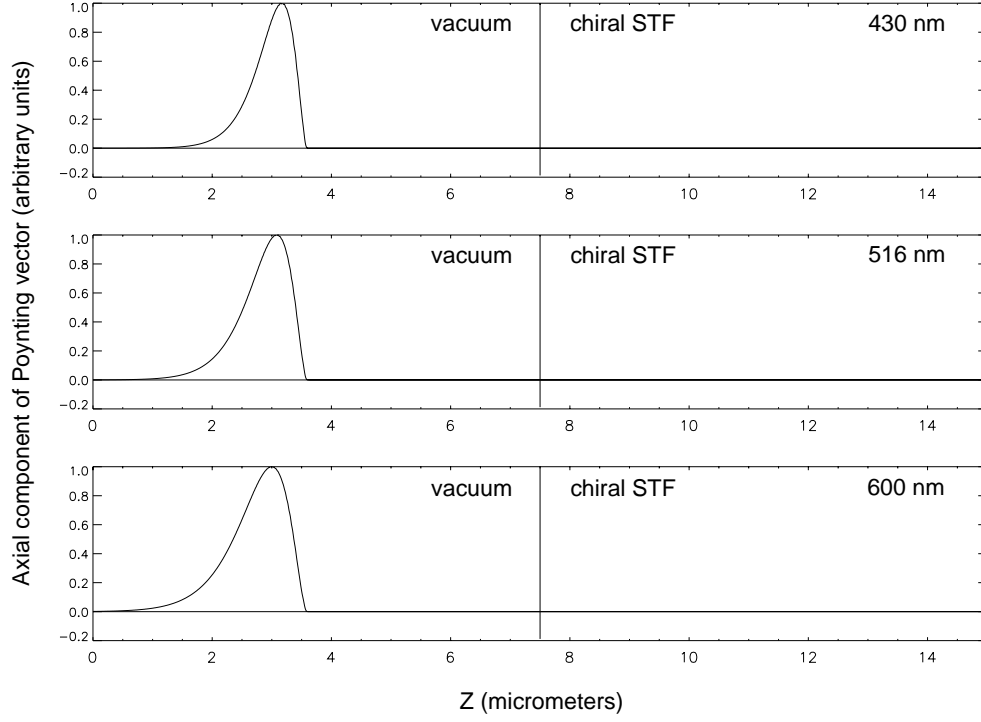 Axial component of Poynting vector (arbitrary units)
1.0
0.8
0.6
0.4
0.2
0.0
−0.2
vacuum
chiral STF
430 nm
0 2 4 6 8 10 12 14
1.0
0.8
0.6
0.4
0.2
0.0
−0.2
vacuum
chiral STF
516 nm
0 2 4 6 8 10 12 14
1.0
0.8
0.6
0.4
0.2
0.0
−0.2
vacuum
chiral STF
600 nm
0 2 4 6 8 10 12 14
Z (micrometers)